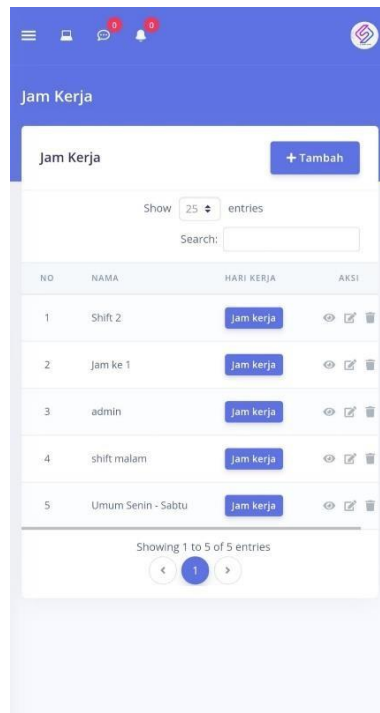 0 0
Jam Kerja
Jam Kerja + Tambah
Show 25 entries
Search:
NO NAMA HARI KERJA AKSI
1 Shift 2 Jam kerja
2 Jam ke 1 Jam kerja
3 admin Jam kerja
4 shift malam Jam kerja
5 Umum Senin - Sabtu Jam kerja
Showing 1 to 5 of 5 entries
‹ 1 ›